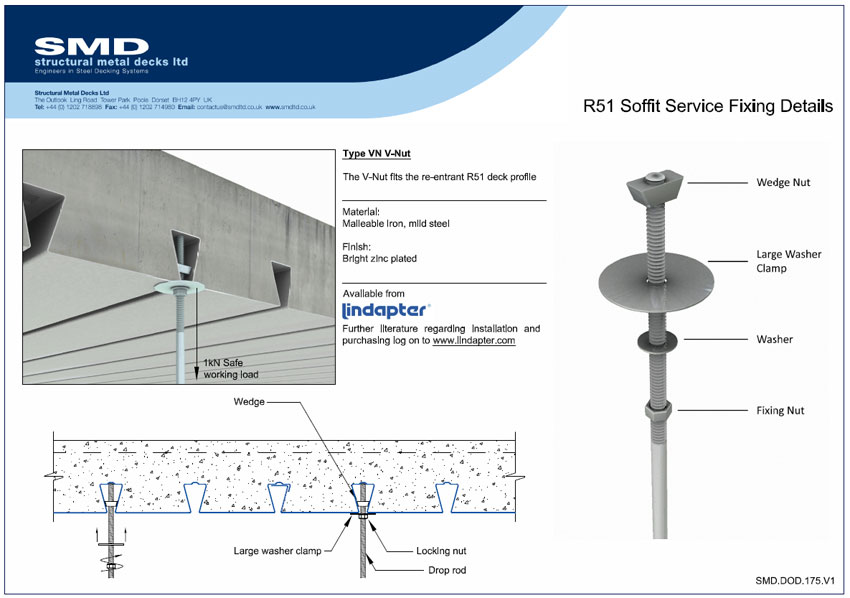 SMD
structural metal decks ltd
Engineers in Steel Decking Systems
Structural Metal Decks Ltd
The Outlook Ling Road Tower Park Poole Dorset BH12 4PY UK
Tel: +44 (0) 1202 718898 Fax: +44 (0) 1202 714980 Email: contactus@smdltd.co.uk www.smdltd.co.uk
R51 Soffit Service Fixing Details
Type VN V-Nut
The V-Nut fits the re-entrant R51 deck profile
Material:
Malleable iron, mild steel
Finish:
Bright zinc plated
Available from
Lindapter®
Further literature regarding installation and
purchasing log on to www.lindapter.com
1kN Safe
working load
Wedge Nut
Large Washer
Clamp
Washer
Fixing Nut
Wedge
Large washer clamp
Locking nut
Drop rod
SMD.DOD.175.V1